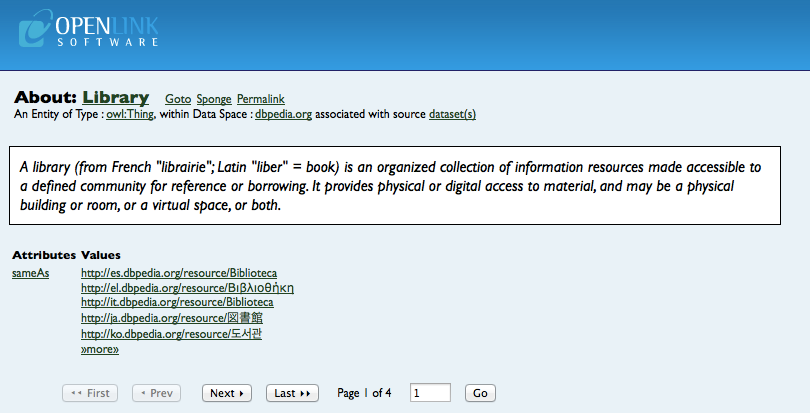 OPENLINK
SOFTWARE
About: Library Goto Sponge Permalink
An Entity of Type : owl:Thing, within Data Space : dbpedia.org associated with source dataset(s)
A library (from French "librairie"; Latin "liber" = book) is an organized collection of information resources made accessible to
a defined community for reference or borrowing. It provides physical or digital access to material, and may be a physical
building or room, or a virtual space, or both.
Attributes Values
sameAs http://es.dbpedia.org/resource/Biblioteca
http://el.dbpedia.org/resource/Βιβλιοθήκη
http://it.dbpedia.org/resource/Biblioteca
http://ja.dbpedia.org/resource/図書館
http://ko.dbpedia.org/resource/도서관
»more»
First Prev Next Last Page 1 of 4 1 Go